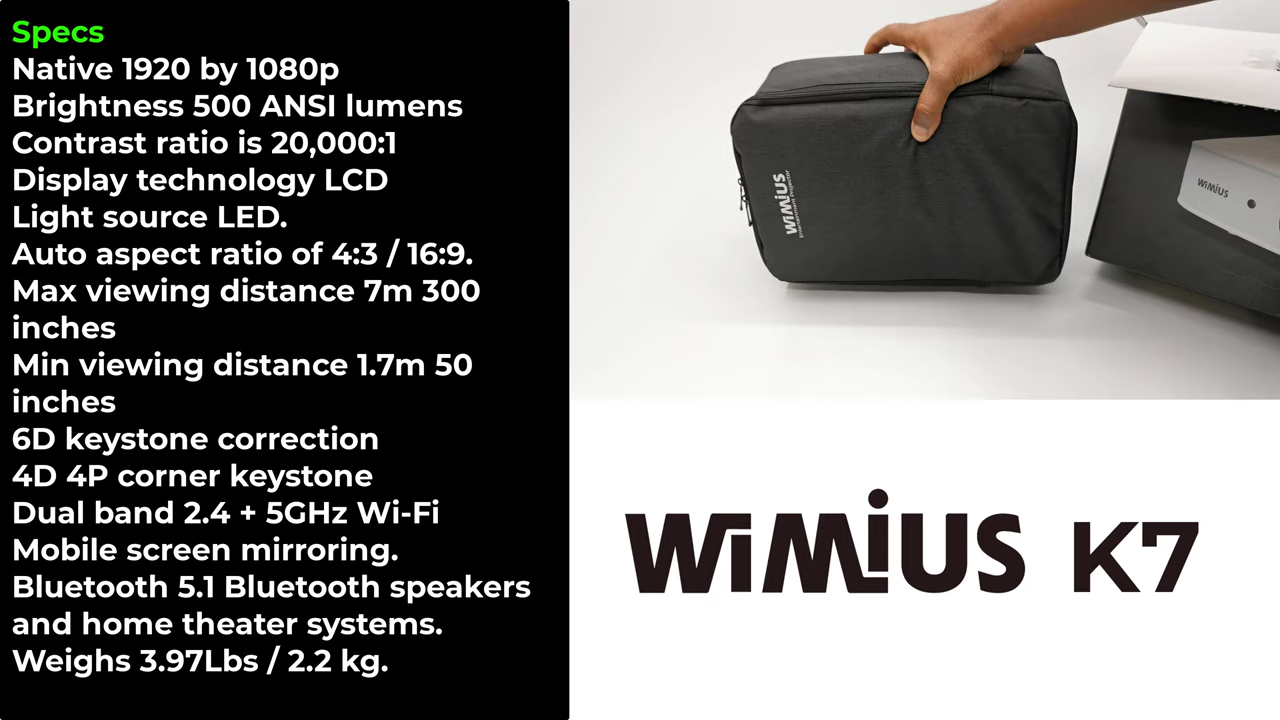 Specs
Native 1920 by 1080p
Brightness 500 ANSI lumens
Contrast ratio is 20,000:1
Display technology LCD
Light source LED.
Auto aspect ratio of 4:3 / 16:9.
Max viewing distance 7m 300
inches
Min viewing distance 1.7m 50
inches
6D keystone correction
4D 4P corner keystone
Dual band 2.4 + 5GHz Wi-Fi
Mobile screen mirroring.
Bluetooth 5.1 Bluetooth speakers
and home theater systems.
Weighs 3.97Lbs / 2.2 kg.
WiMiUS
Entertainment Projector
WiMiUS
WiMiUS K7